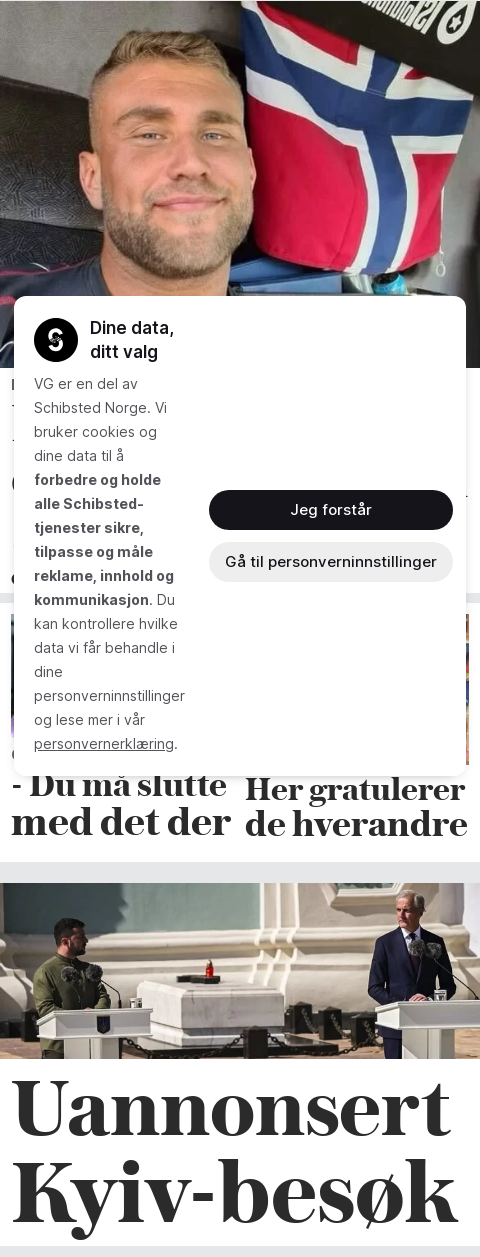 Dine data,
ditt valg
VG er en del av
Schibsted Norge. Vi
bruker cookies og
dine data til å
forbedre og holde
alle Schibsted-
tjenester sikre,
tilpasse og måle
reklame, innhold og
kommunikasjon. Du
kan kontrollere hvilke
data vi får behandle i
dine
personverninnstillinger
og lese mer i vår
personvernerklæring.
Jeg forstår
Gå til personverninnstillinger
- Du må slutte
med det der
Her gratulerer
de hverandre
Uannonsert
Kyiv-besøk